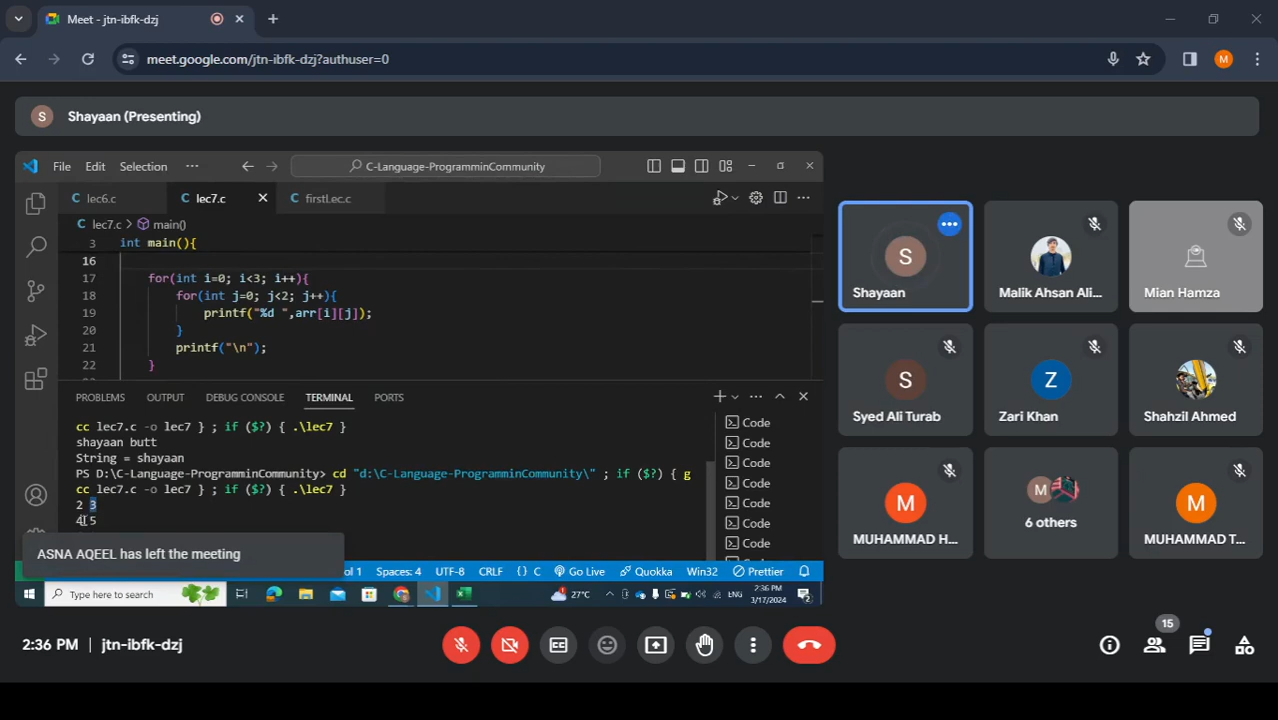 Meet - jtn-ibfk-dzj
meet.google.com/jtn-ibfk-dzj?authuser=0
M
S Shayaan (Presenting)
File Edit Selection ··· C-Language-ProgramminCommunity
C lec6.c C lec7.c C firstLec.c
C lec7.c > main()
3 int main(){
16
17 for(int i=0; i<3; i++){
18 for(int j=0; j<2; j++){
19 printf("%d ",arr[i][j]);
20 }
21 printf("\n");
22 }
PROBLEMS OUTPUT DEBUG CONSOLE TERMINAL PORTS
cc lec7.c -o lec7 } ; if ($?) { .\lec7 }
shayaan butt
String = shayaan
PS D:\C-Language-ProgramminCommunity> cd "d:\C-Language-ProgramminCommunity\" ; if ($?) { g
cc lec7.c -o lec7 } ; if ($?) { .\lec7 }
2 3
4 5
Code
Code
Code
Code
Code
Code
Code
ASNA AQEEL has left the meeting
col 1 Spaces: 4 UTF-8 CRLF {} C Go Live Quokka Win32 Prettier
Type here to search
27°C
ENG
2:36 PM
3/17/2024
2
S
Shayaan
Malik Ahsan Ali...
Mian Hamza
S
Syed Ali Turab
Z
Zari Khan
Shahzil Ahmed
M
MUHAMMAD H...
M
6 others
M
MUHAMMAD T...
2:36 PM | jtn-ibfk-dzj
15